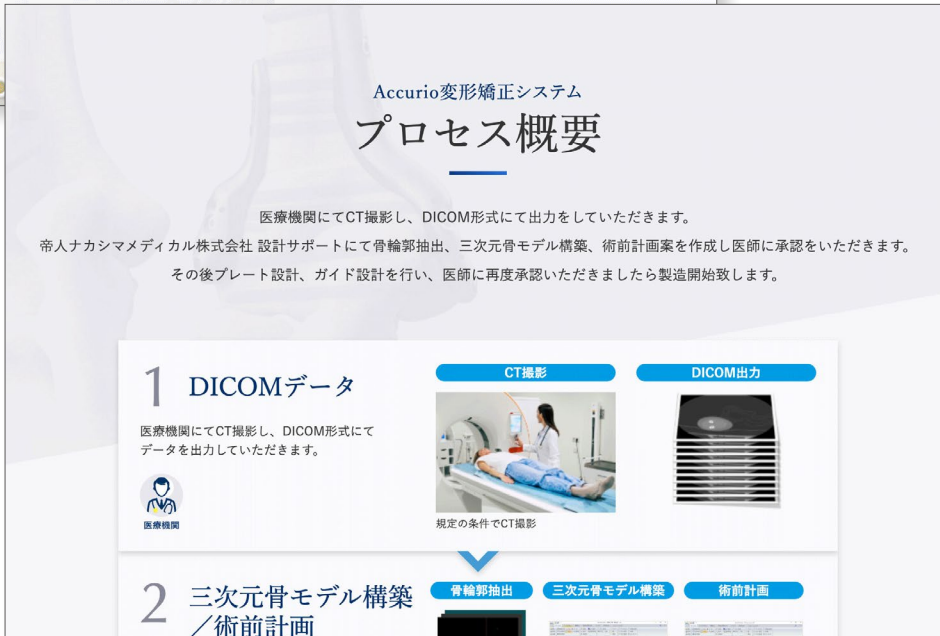 Accurio変形矯正システム
プロセス概要
医療機関にてCT撮影し、DICOM形式にて出力をしていただきます。
帝人ナカシマメディカル株式会社 設計サポートにて骨輪郭抽出、三次元骨モデル構築、術前計画案を作成し医師に承認をいただきます。
その後プレート設計、ガイド設計を行い、医師に再度承認いただきましたら製造開始致します。
1 DICOMデータ
医療機関にてCT撮影し、DICOM形式にて
データを出力していただきます。
医療機関
CT撮影
規定の条件でCT撮影
DICOM出力
2 三次元骨モデル構築
／術前計画
骨輪郭抽出
三次元骨モデル構築
術前計画